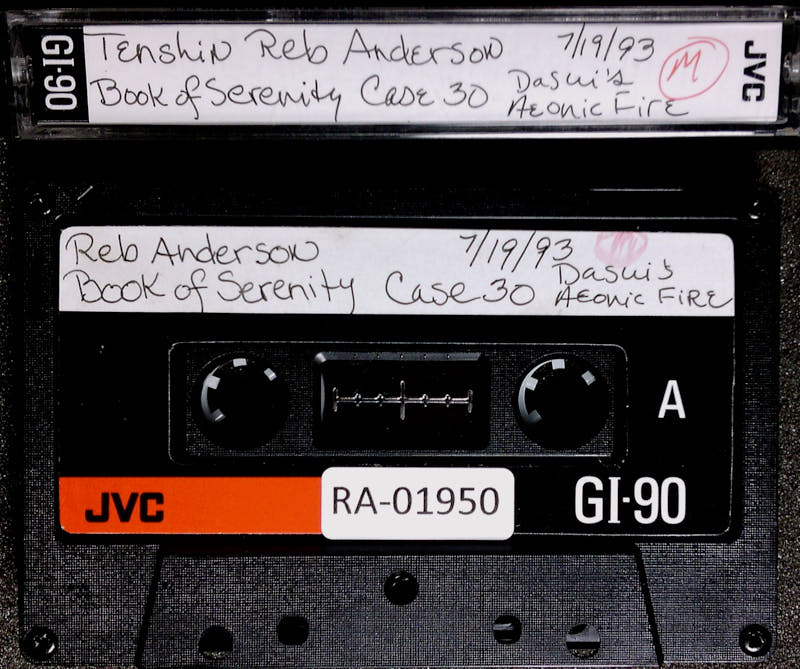 GI-90
Tenshin Reb Anderson 7/19/93
Book of Serenity Case 30 Dasui's
Aeonic Fire
M
JVC
Reb Anderson 7/19/93
Book of Serenity Case 30 Dasui's
Aeonic Fire
A
JVC
RA-01950
GI-90